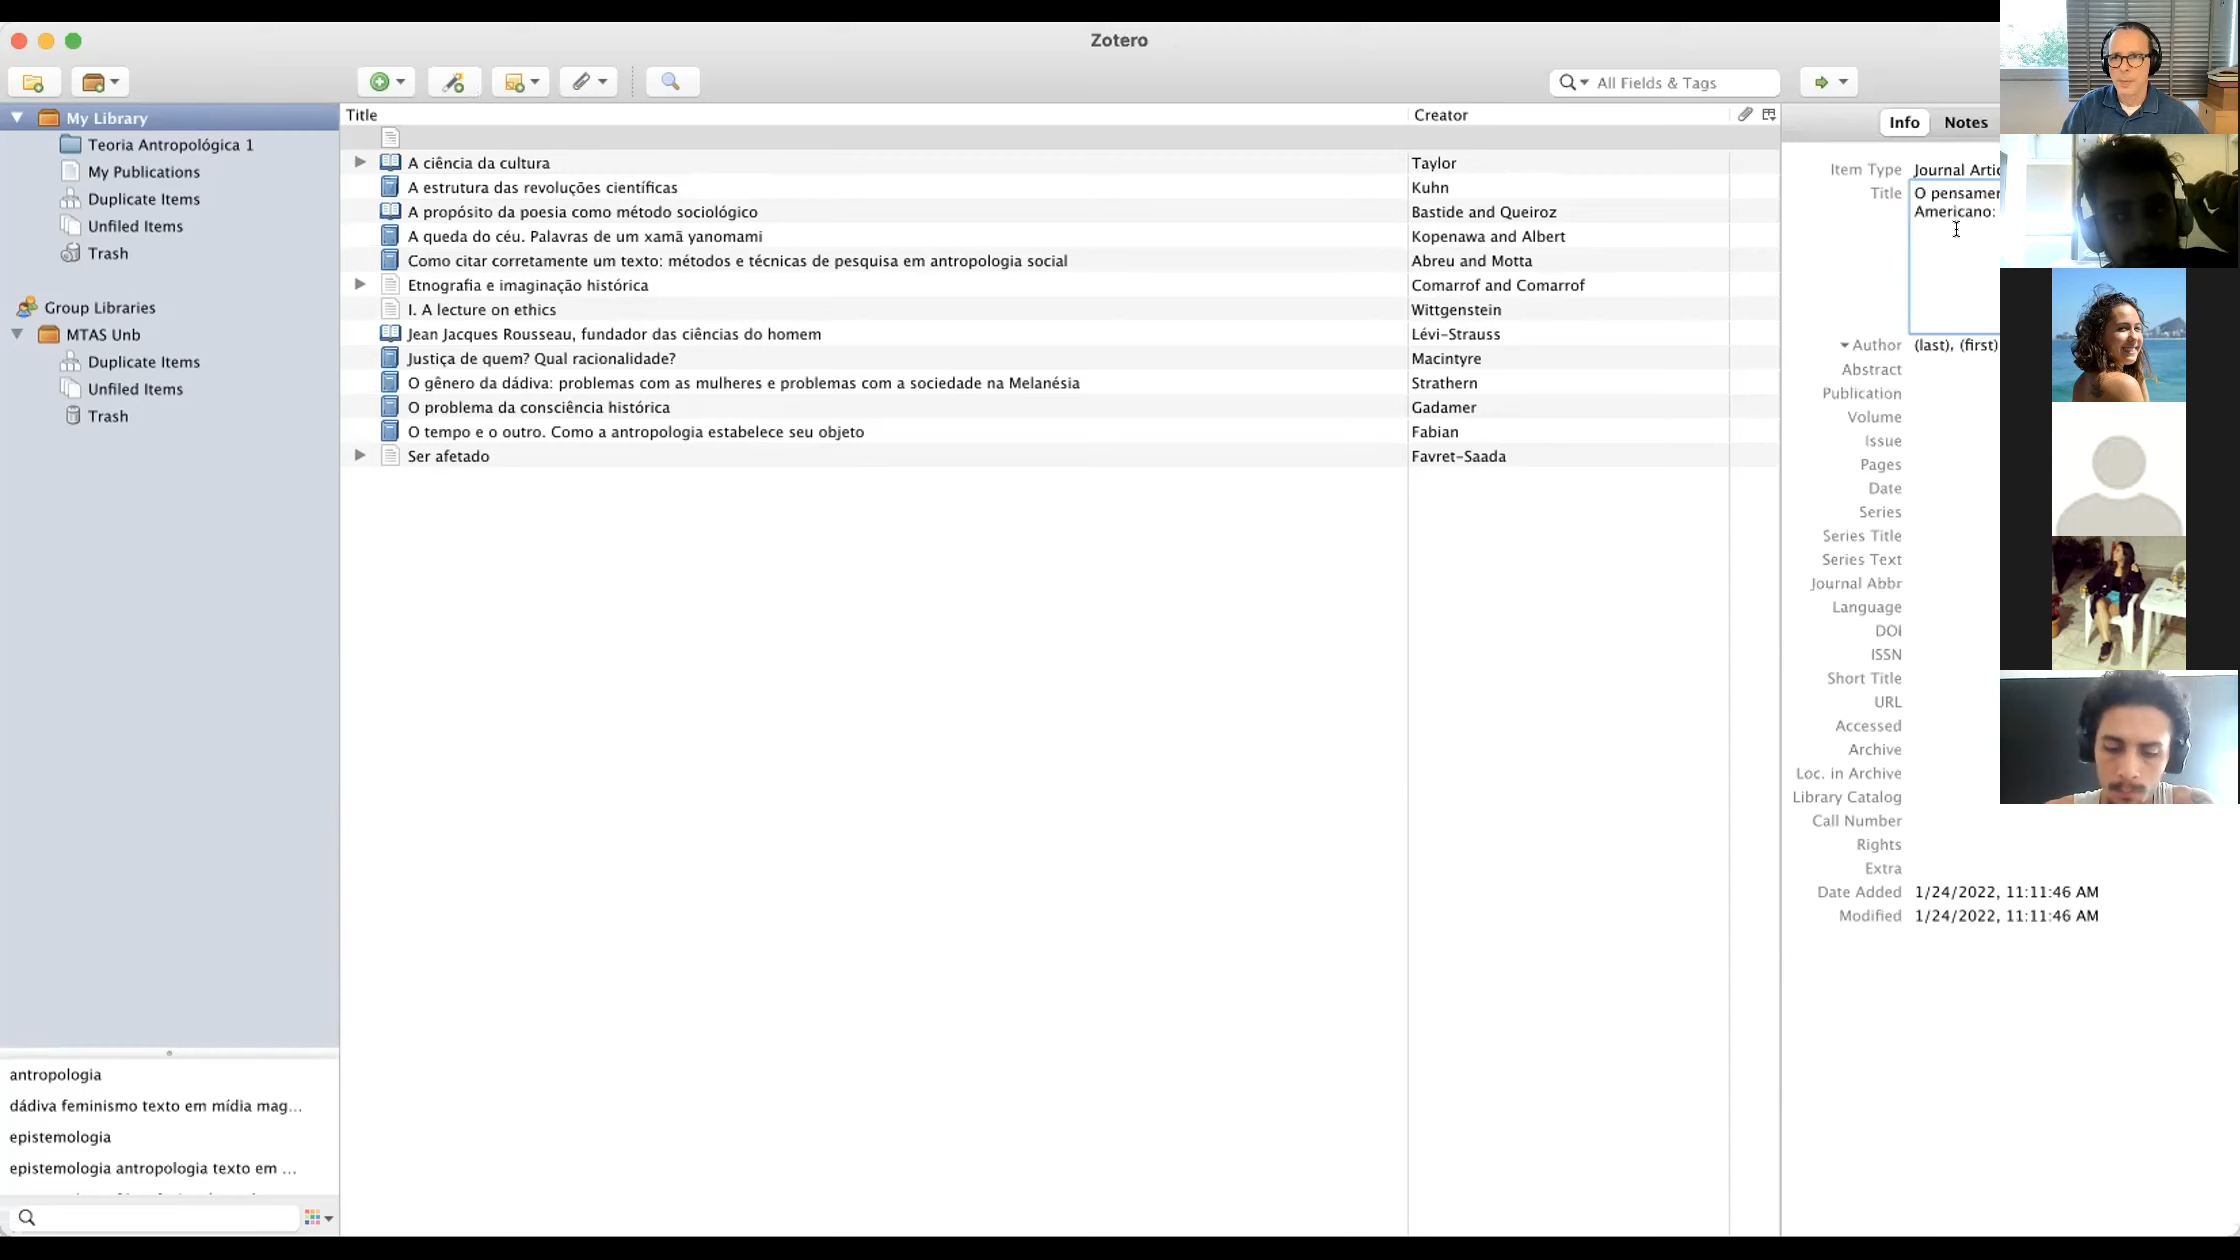 Zotero
All Fields & Tags
My Library
Teoria Antropológica 1
My Publications
Duplicate Items
Unfiled Items
Trash
Group Libraries
MTAS Unb
Duplicate Items
Unfiled Items
Trash
antropologia
dádiva feminismo texto em mídia mag...
epistemologia
epistemologia antropologia texto em ...
Title Creator
A ciência da cultura Taylor
A estrutura das revoluções científicas Kuhn
A propósito da poesia como método sociológico Bastide and Queiroz
A queda do céu. Palavras de um xamã yanomami Kopenawa and Albert
Como citar corretamente um texto: métodos e técnicas de pesquisa em antropologia social Abreu and Motta
Etnografia e imaginação histórica Comarrof and Comarrof
I. A lecture on ethics Wittgenstein
Jean Jacques Rousseau, fundador das ciências do homem Lévi-Strauss
Justiça de quem? Qual racionalidade? Macintyre
O gênero da dádiva: problemas com as mulheres e problemas com a sociedade na Melanésia Strathern
O problema da consciência histórica Gadamer
O tempo e o outro. Como a antropologia estabelece seu objeto Fabian
Ser afetado Favret-Saada
Info Notes
Item Type Journal Artic
Title O pensamer
Americano:
Author (last), (first)
Abstract
Publication
Volume
Issue
Pages
Date
Series
Series Title
Series Text
Journal Abbr
Language
DOI
ISSN
Short Title
URL
Accessed
Archive
Loc. in Archive
Library Catalog
Call Number
Rights
Extra
Date Added 1/24/2022, 11:11:46 AM
Modified 1/24/2022, 11:11:46 AM